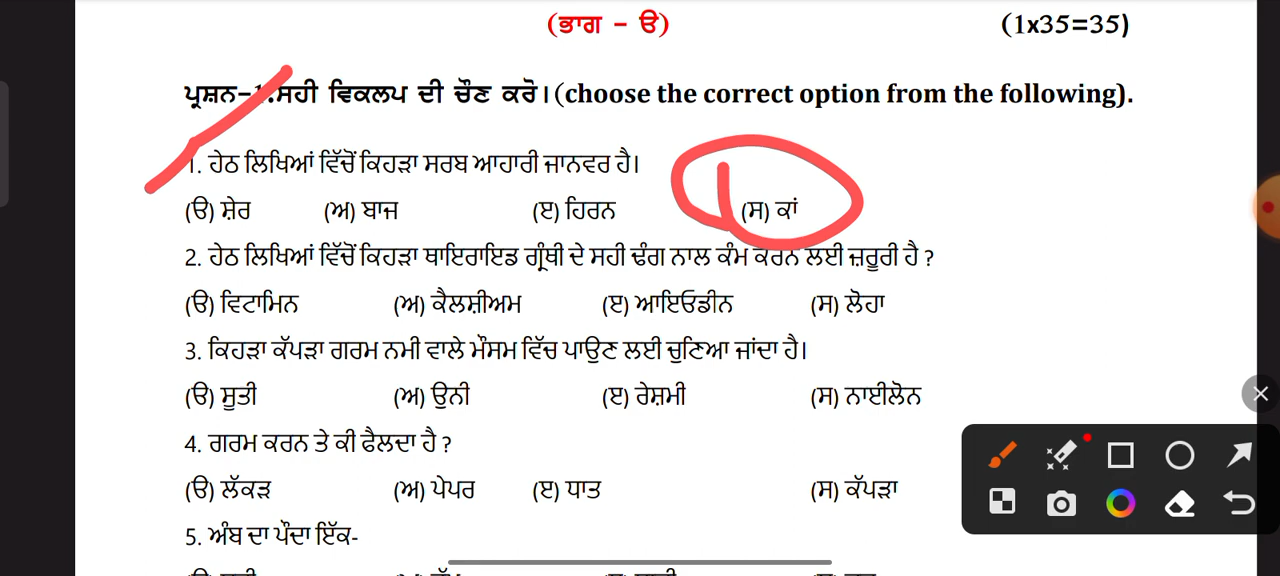 (ਭਾਗ – ੳ) (1x35=35)
ਪ੍ਰਸ਼ਨ–1.ਸਹੀ ਵਿਕਲਪ ਦੀ ਚੌਣ ਕਰੋ। (choose the correct option from the following).
1. ਹੇਠ ਲਿਖਿਆਂ ਵਿੱਚੋਂ ਕਿਹੜਾ ਸਰਬ ਆਹਾਰੀ ਜਾਨਵਰ ਹੈ।
(ੳ) ਸ਼ੇਰ (ਅ) ਬਾਜ (ੲ) ਹਿਰਨ (ਸ) ਕਾਂ
2. ਹੇਠ ਲਿਖਿਆਂ ਵਿੱਚੋਂ ਕਿਹੜਾ ਥਾਇਰਾਇਡ ਗ੍ਰੰਥੀ ਦੇ ਸਹੀ ਢੰਗ ਨਾਲ ਕੰਮ ਕਰਨ ਲਈ ਜ਼ਰੂਰੀ ਹੈ ?
(ੳ) ਵਿਟਾਮਿਨ (ਅ) ਕੈਲਸ਼ੀਅਮ (ੲ) ਆਇਓਡੀਨ (ਸ) ਲੋਹਾ
3. ਕਿਹੜਾ ਕੱਪੜਾ ਗਰਮ ਨਮੀ ਵਾਲੇ ਮੌਸਮ ਵਿੱਚ ਪਾਉਣ ਲਈ ਚੁਣਿਆ ਜਾਂਦਾ ਹੈ।
(ੳ) ਸੂਤੀ (ਅ) ਉਨੀ (ੲ) ਰੇਸ਼ਮੀ (ਸ) ਨਾਈਲੋਨ
4. ਗਰਮ ਕਰਨ ਤੇ ਕੀ ਫੈਲਦਾ ਹੈ ?
(ੳ) ਲੱਕੜ (ਅ) ਪੇਪਰ (ੲ) ਧਾਤ (ਸ) ਕੱਪੜਾ
5. ਅੰਬ ਦਾ ਪੌਦਾ ਇੱਕ-